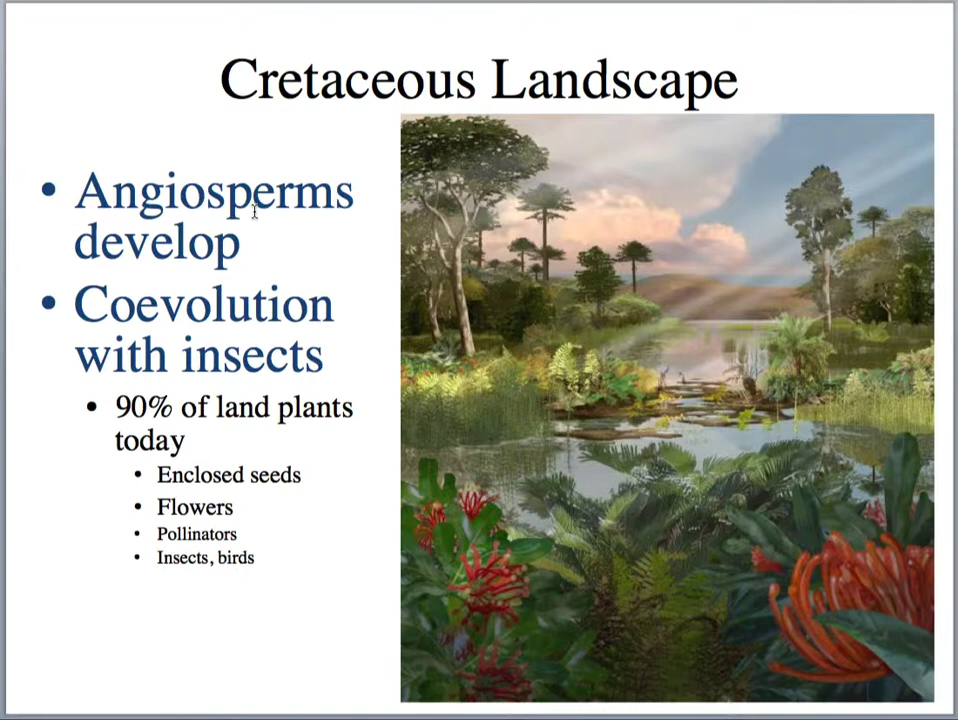 Cretaceous Landscape
• Angiosperms
develop
• Coevolution
with insects
• 90% of land plants
today
• Enclosed seeds
• Flowers
• Pollinators
• Insects, birds